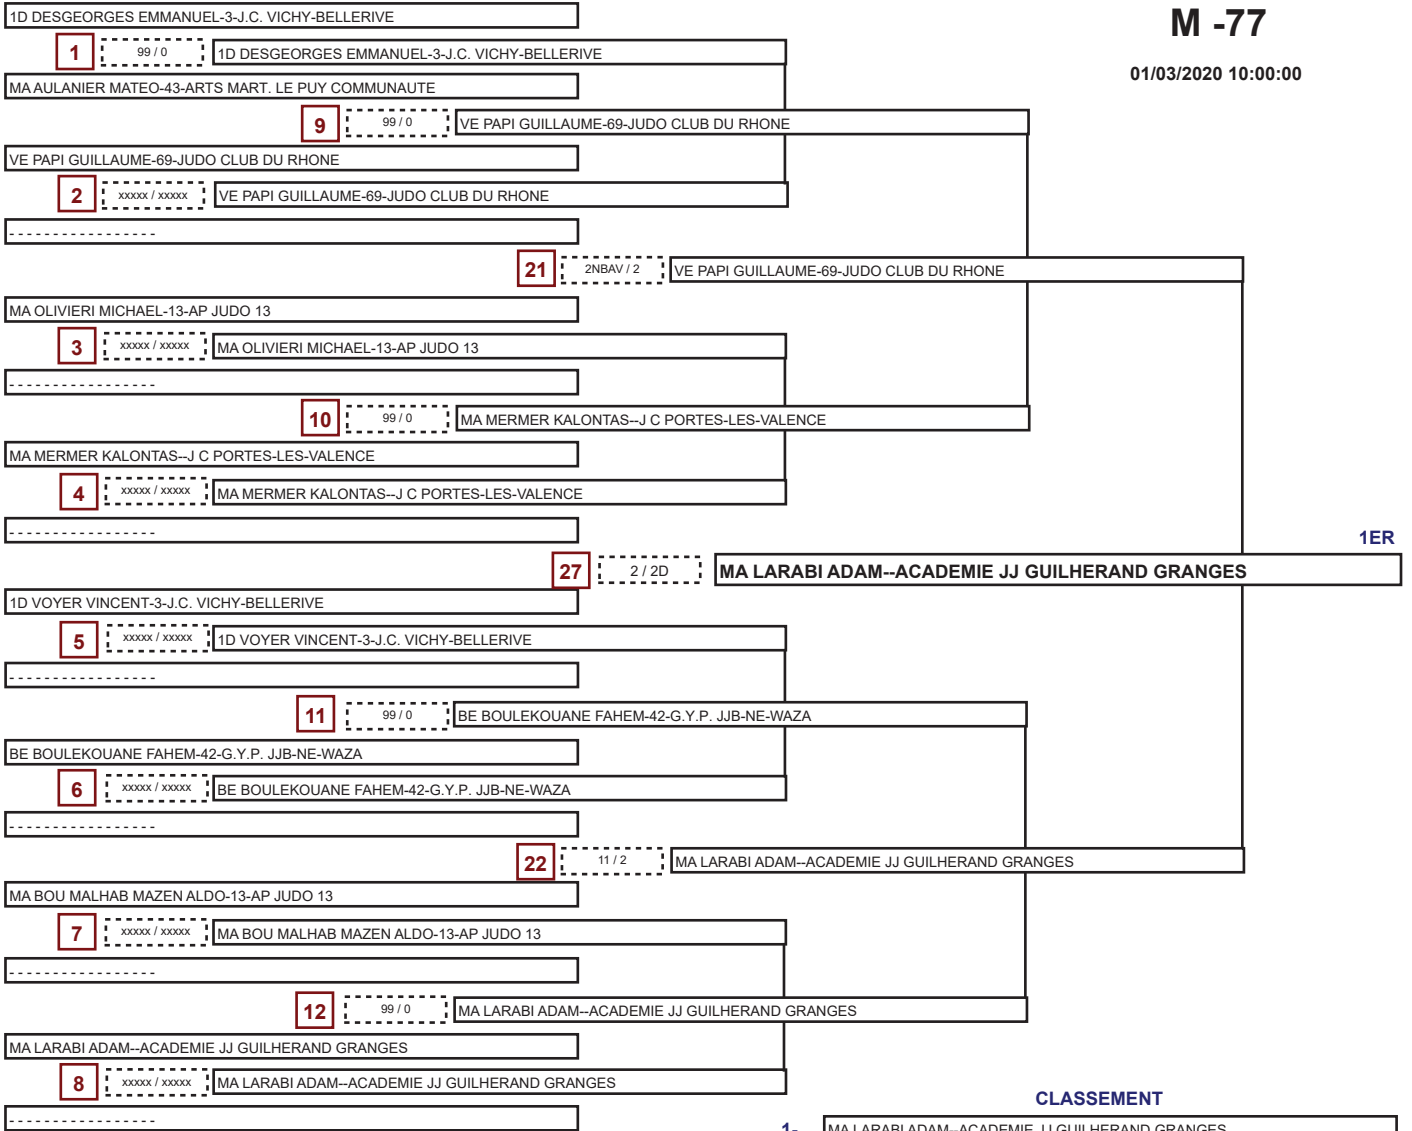 1D DESGEORGES EMMANUEL-3-J.C. VICHY-BELLERIVE
M -77
1 99 / 0 1D DESGEORGES EMMANUEL-3-J.C. VICHY-BELLERIVE
01/03/2020 10:00:00
MA AULANIER MATEO-43-ARTS MART. LE PUY COMMUNAUTE
9 99 / 0 VE PAPI GUILLAUME-69-JUDO CLUB DU RHONE
VE PAPI GUILLAUME-69-JUDO CLUB DU RHONE
2 xxxxx / xxxxx VE PAPI GUILLAUME-69-JUDO CLUB DU RHONE
- - - - - - - - - - - - - - - - -
21 2NBAV / 2 VE PAPI GUILLAUME-69-JUDO CLUB DU RHONE
MA OLIVIERI MICHAEL-13-AP JUDO 13
3 xxxxx / xxxxx MA OLIVIERI MICHAEL-13-AP JUDO 13
- - - - - - - - - - - - - - - - -
10 99 / 0 MA MERMER KALONTAS--J C PORTES-LES-VALENCE
MA MERMER KALONTAS--J C PORTES-LES-VALENCE
4 xxxxx / xxxxx MA MERMER KALONTAS--J C PORTES-LES-VALENCE
- - - - - - - - - - - - - - - - -
1ER
27 2 / 2D MA LARABI ADAM--ACADEMIE JJ GUILHERAND GRANGES
1D VOYER VINCENT-3-J.C. VICHY-BELLERIVE
5 xxxxx / xxxxx 1D VOYER VINCENT-3-J.C. VICHY-BELLERIVE
- - - - - - - - - - - - - - - - -
11 99 / 0 BE BOULEKOUANE FAHEM-42-G.Y.P. JJB-NE-WAZA
BE BOULEKOUANE FAHEM-42-G.Y.P. JJB-NE-WAZA
6 xxxxx / xxxxx BE BOULEKOUANE FAHEM-42-G.Y.P. JJB-NE-WAZA
- - - - - - - - - - - - - - - - -
22 11 / 2 MA LARABI ADAM--ACADEMIE JJ GUILHERAND GRANGES
MA BOU MALHAB MAZEN ALDO-13-AP JUDO 13
7 xxxxx / xxxxx MA BOU MALHAB MAZEN ALDO-13-AP JUDO 13
- - - - - - - - - - - - - - - - -
12 99 / 0 MA LARABI ADAM--ACADEMIE JJ GUILHERAND GRANGES
MA LARABI ADAM--ACADEMIE JJ GUILHERAND GRANGES
8 xxxxx / xxxxx MA LARABI ADAM--ACADEMIE JJ GUILHERAND GRANGES
CLASSEMENT
- - - - - - - - - - - - - - - - -
1- MA LARABI ADAM--ACADEMIE JJ GUILHERAND GRANGES